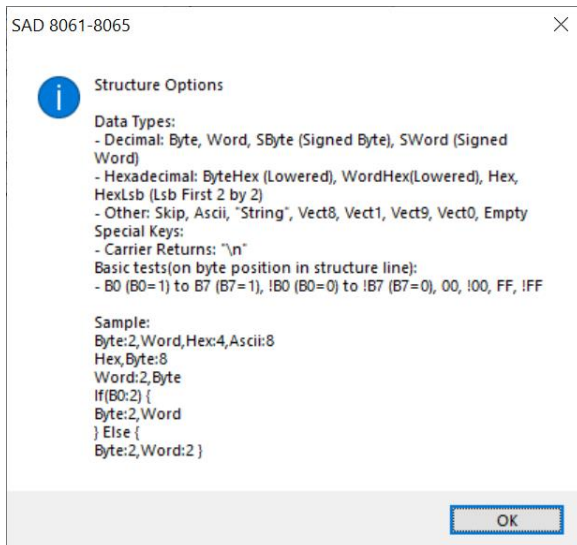 SAD 8061-8065
Structure Options
Data Types:
- Decimal: Byte, Word, SByte (Signed Byte), SWord (Signed
Word)
- Hexadecimal: ByteHex (Lowered), WordHex(Lowered), Hex,
HexLsb (Lsb First 2 by 2)
- Other: Skip, Ascii, "String", Vect8, Vect1, Vect9, Vect0, Empty
Special Keys:
- Carrier Returns: "\n"
Basic tests(on byte position in structure line):
- B0 (B0=1) to B7 (B7=1), !B0 (B0=0) to !B7 (B7=0), 00, !00, FF, !FF
Sample:
Byte:2,Word,Hex:4,Ascii:8
Hex,Byte:8
Word:2,Byte
If(B0:2) {
Byte:2,Word
} Else {
Byte:2,Word:2 }
OK